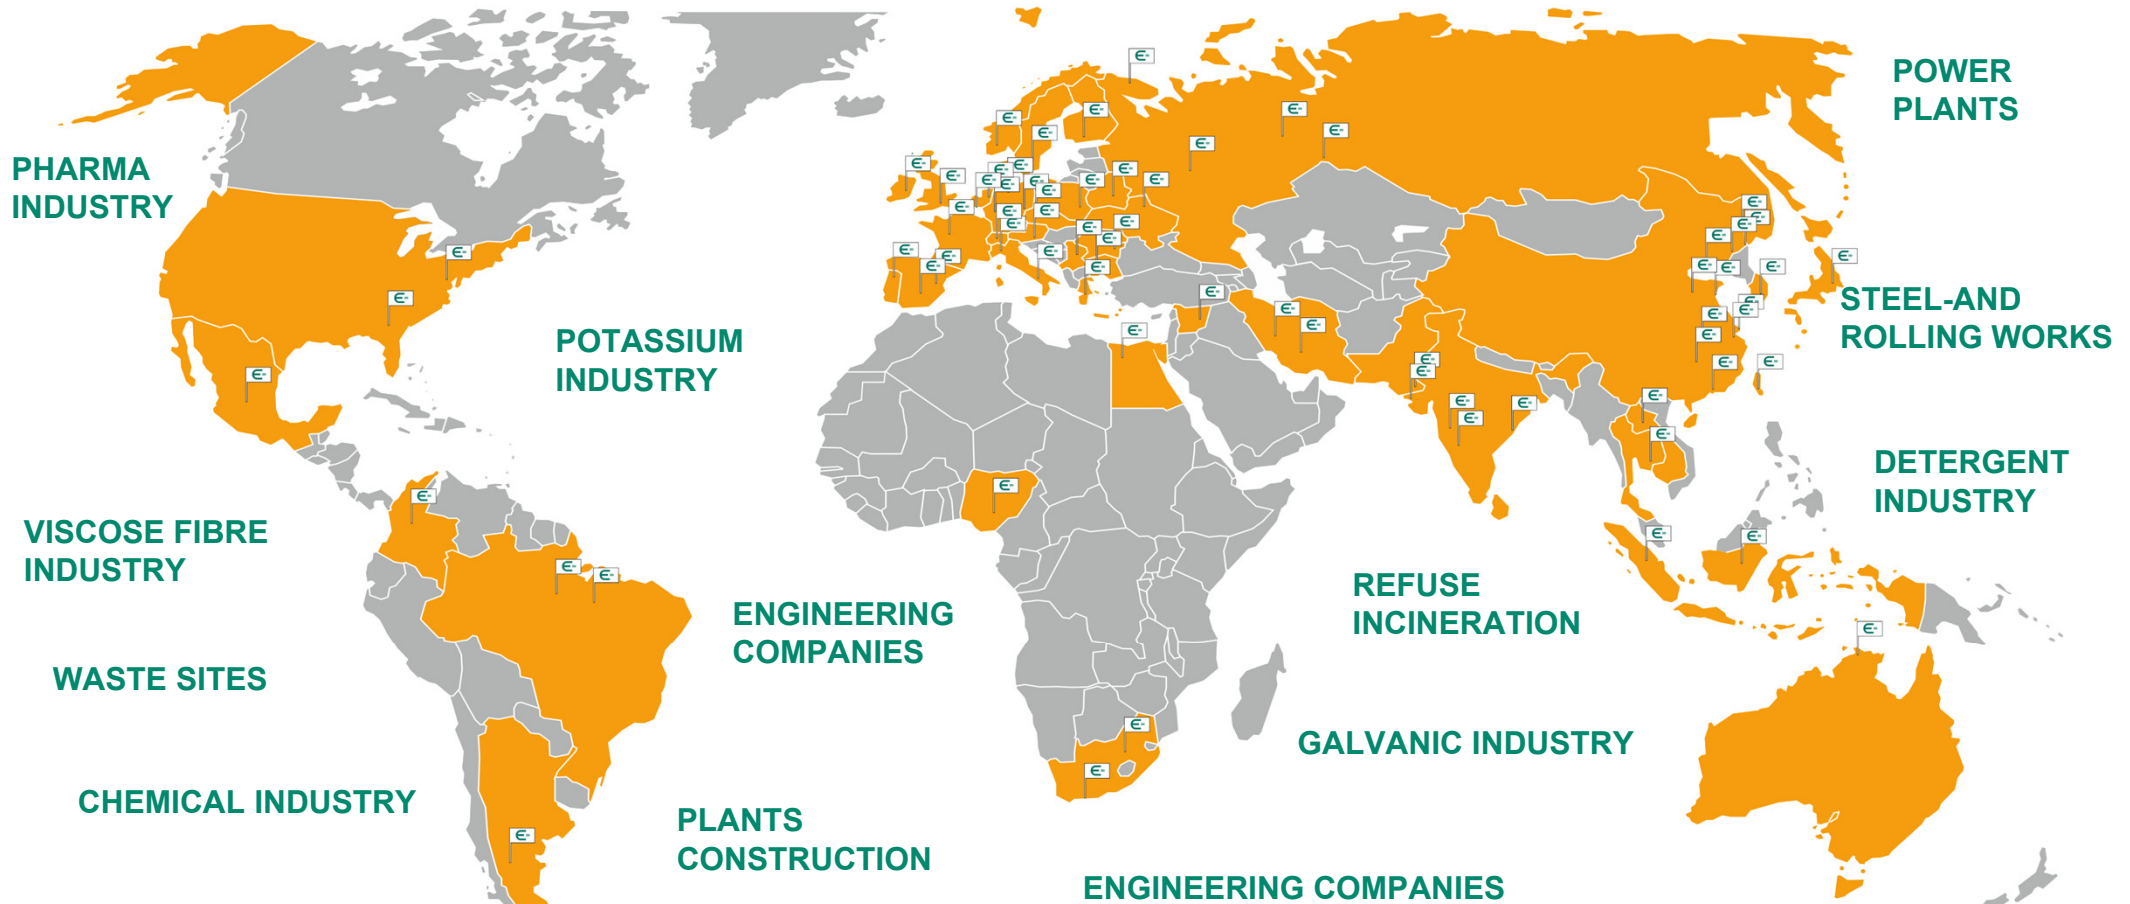 POWER
PLANTS
PHARMA
INDUSTRY
STEEL-AND
ROLLING WORKS
POTASSIUM
INDUSTRY
DETERGENT
INDUSTRY
VISCOSE FIBRE
INDUSTRY
REFUSE
INCINERATION
ENGINEERING
COMPANIES
WASTE SITES
GALVANIC INDUSTRY
CHEMICAL INDUSTRY
PLANTS
CONSTRUCTION
ENGINEERING COMPANIES